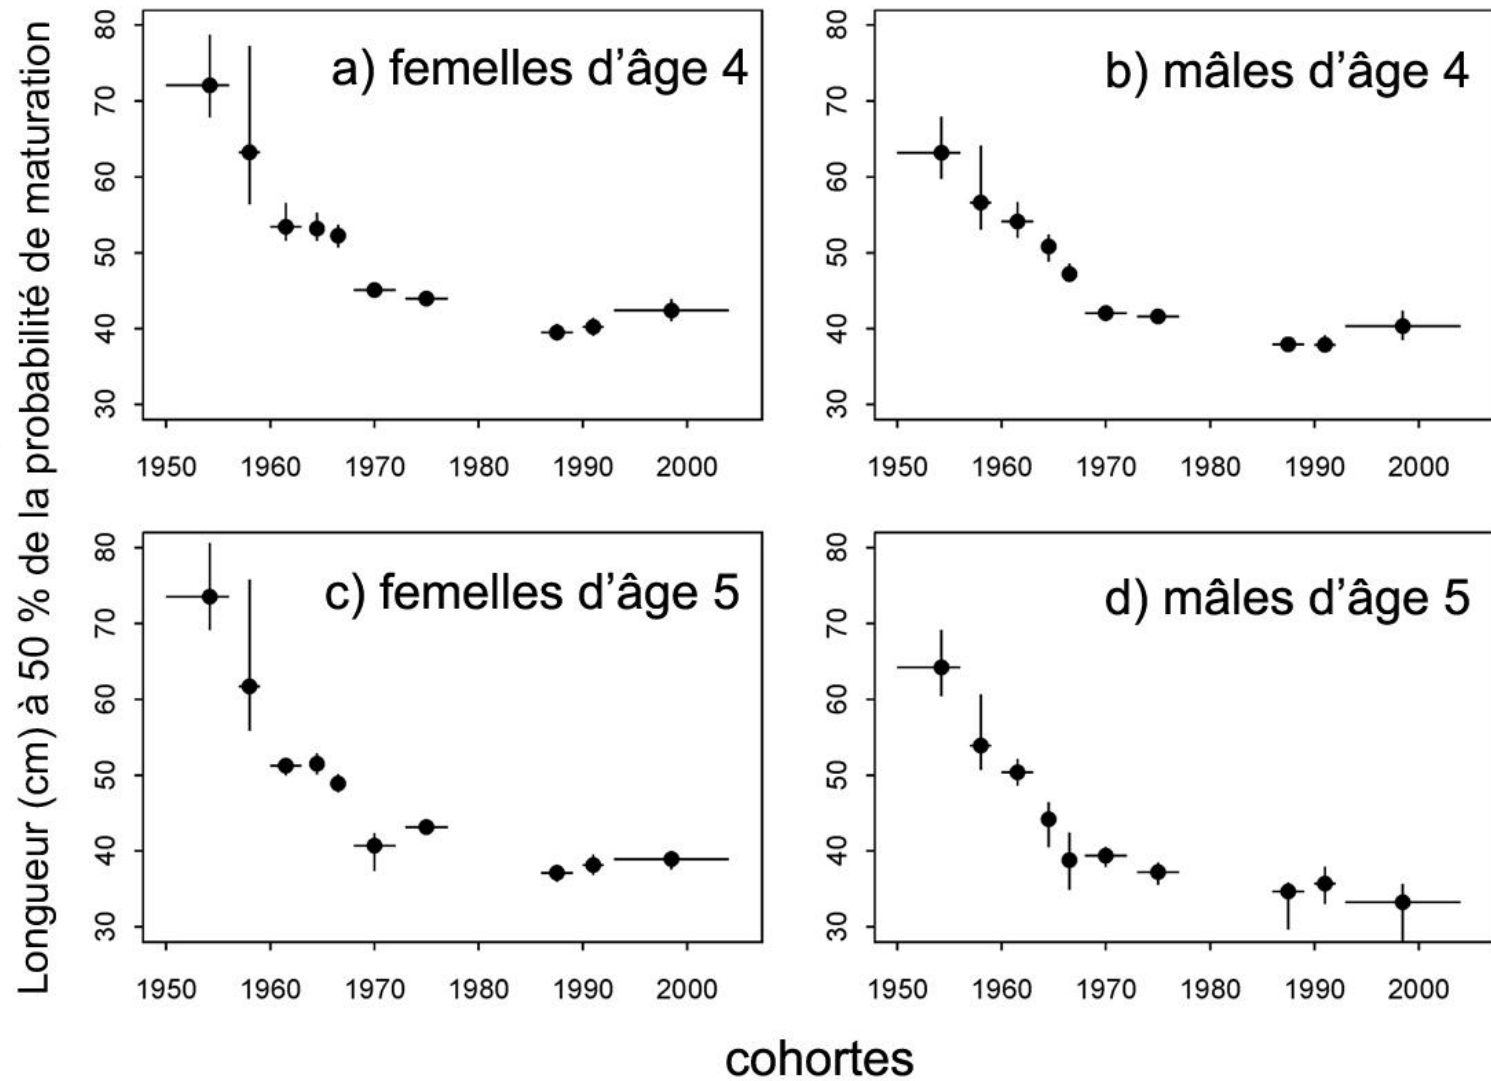 Longueur (cm) à 50 % de la probabilité de maturation
a) femelles d'âge 4
80
70
60
50
40
30
1950 1960 1970 1980 1990 2000
b) mâles d'âge 4
80
70
60
50
40
30
1950 1960 1970 1980 1990 2000
c) femelles d'âge 5
80
70
60
50
40
30
1950 1960 1970 1980 1990 2000
d) mâles d'âge 5
80
70
60
50
40
30
1950 1960 1970 1980 1990 2000
cohortes